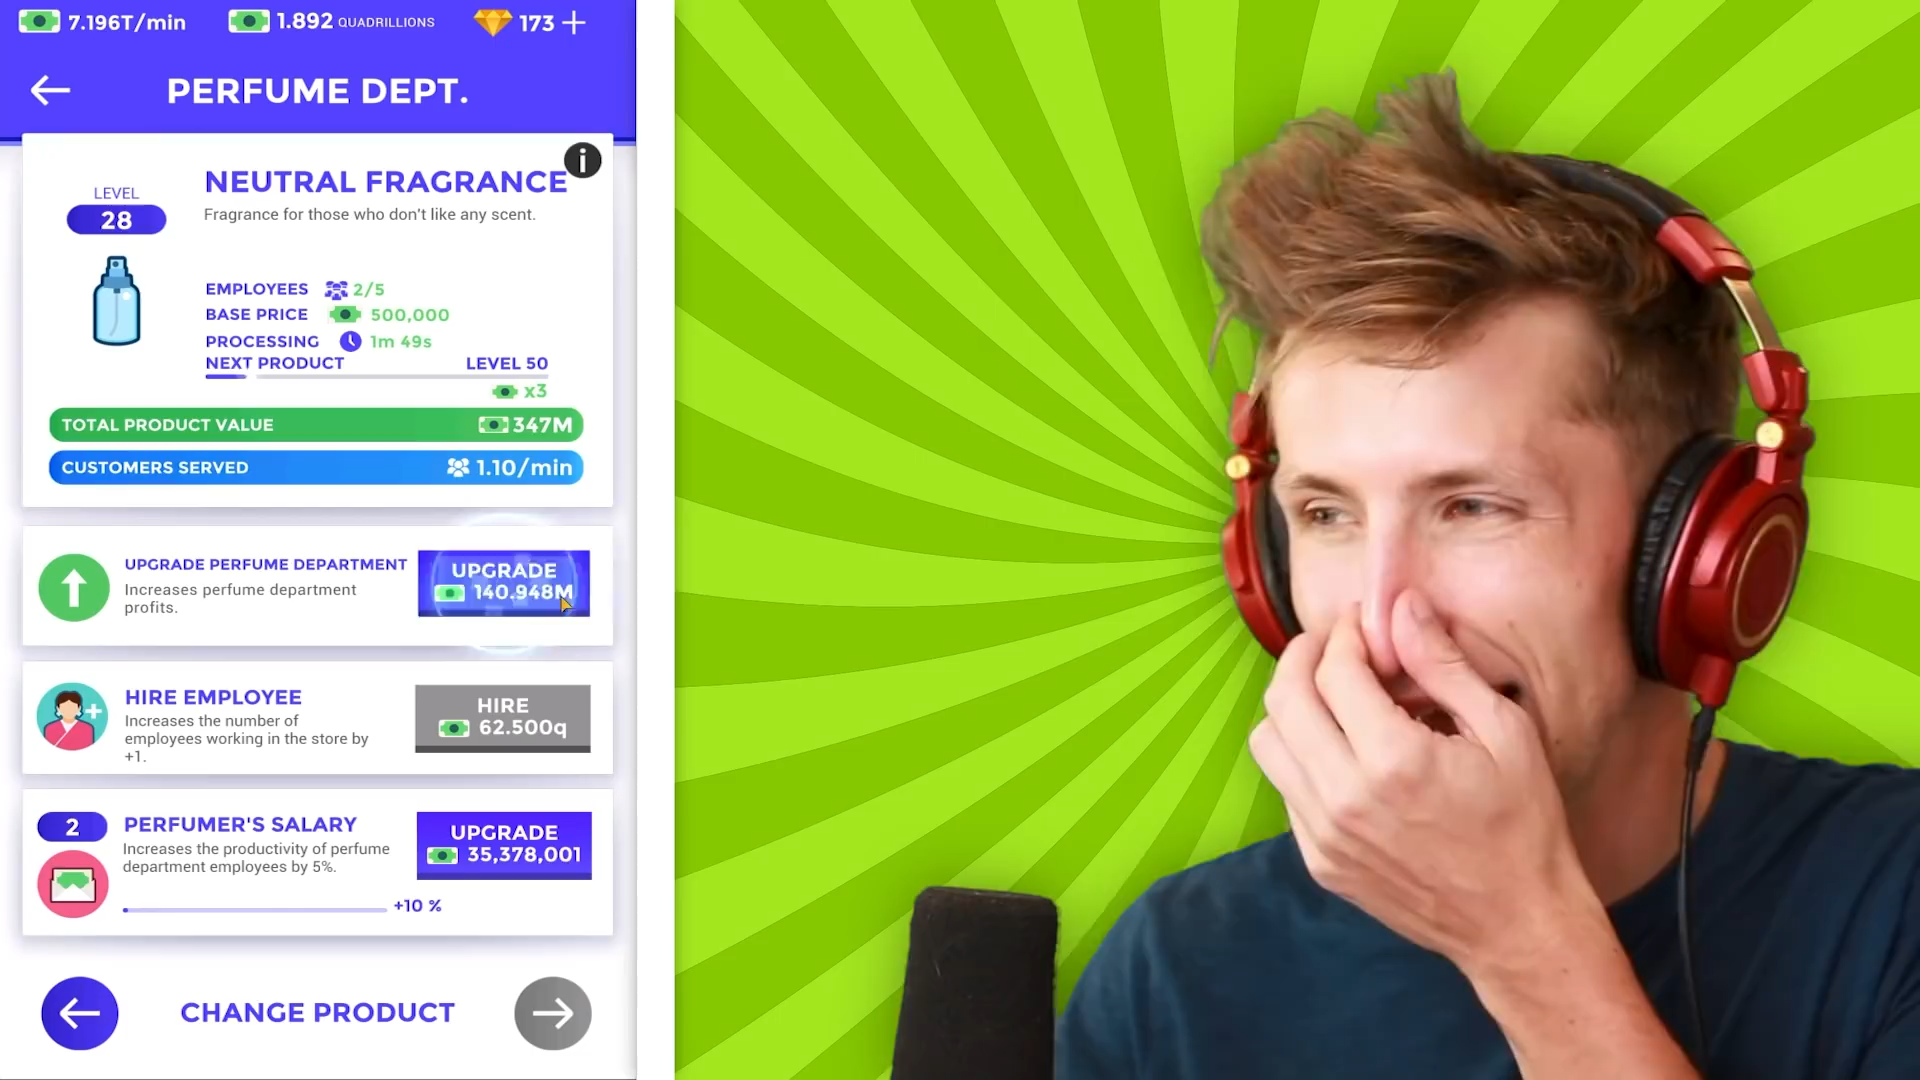 7.196T/min
1.892 QUADRILLIONS
173 +
PERFUME DEPT.
i
NEUTRAL FRAGRANCE
Fragrance for those who don't like any scent.
LEVEL
28
EMPLOYEES 2/5
BASE PRICE 500,000
PROCESSING 1m 49s
NEXT PRODUCT LEVEL 50
x3
TOTAL PRODUCT VALUE 347M
CUSTOMERS SERVED 1.10/min
UPGRADE PERFUME DEPARTMENT
Increases perfume department
profits.
UPGRADE
140.948M
HIRE EMPLOYEE
Increases the number of
employees working in the store by
+1.
HIRE
62.500q
2
PERFUMER'S SALARY
Increases the productivity of perfume
department employees by 5%.
+10 %
UPGRADE
35,378,001
CHANGE PRODUCT